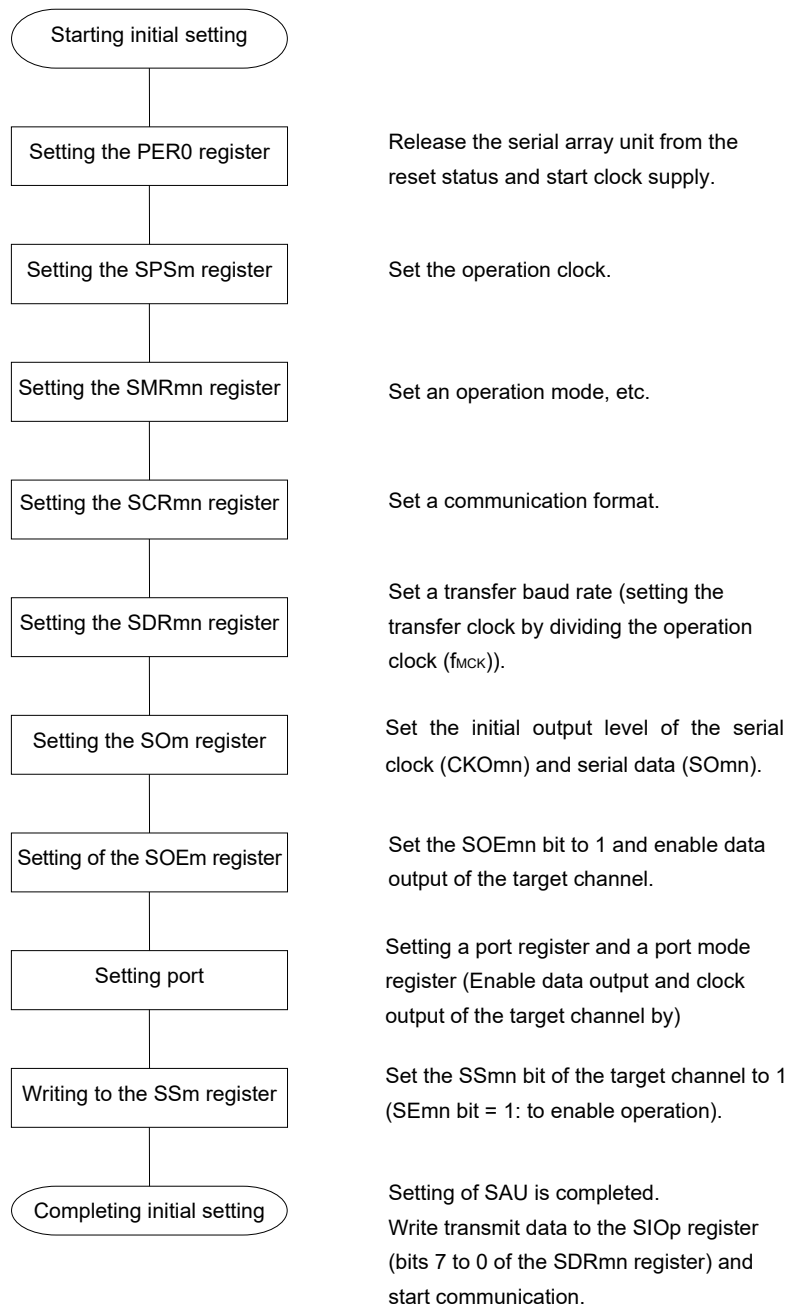 Starting initial setting
Setting the PER0 register
Release the serial array unit from the
reset status and start clock supply.
Setting the SPSm register
Set the operation clock.
Setting the SMRmn register
Set an operation mode, etc.
Setting the SCRmn register
Set a communication format.
Setting the SDRmn register
Set a transfer baud rate (setting the
transfer clock by dividing the operation
clock (fMCK)).
Setting the SOm register
Set the initial output level of the serial
clock (CKOmn) and serial data (SOmn).
Setting of the SOEm register
Set the SOEmn bit to 1 and enable data
output of the target channel.
Setting port
Setting a port register and a port mode
register (Enable data output and clock
output of the target channel by)
Writing to the SSm register
Set the SSmn bit of the target channel to 1
(SEmn bit = 1: to enable operation).
Completing initial setting
Setting of SAU is completed.
Write transmit data to the SIOp register
(bits 7 to 0 of the SDRmn register) and
start communication.